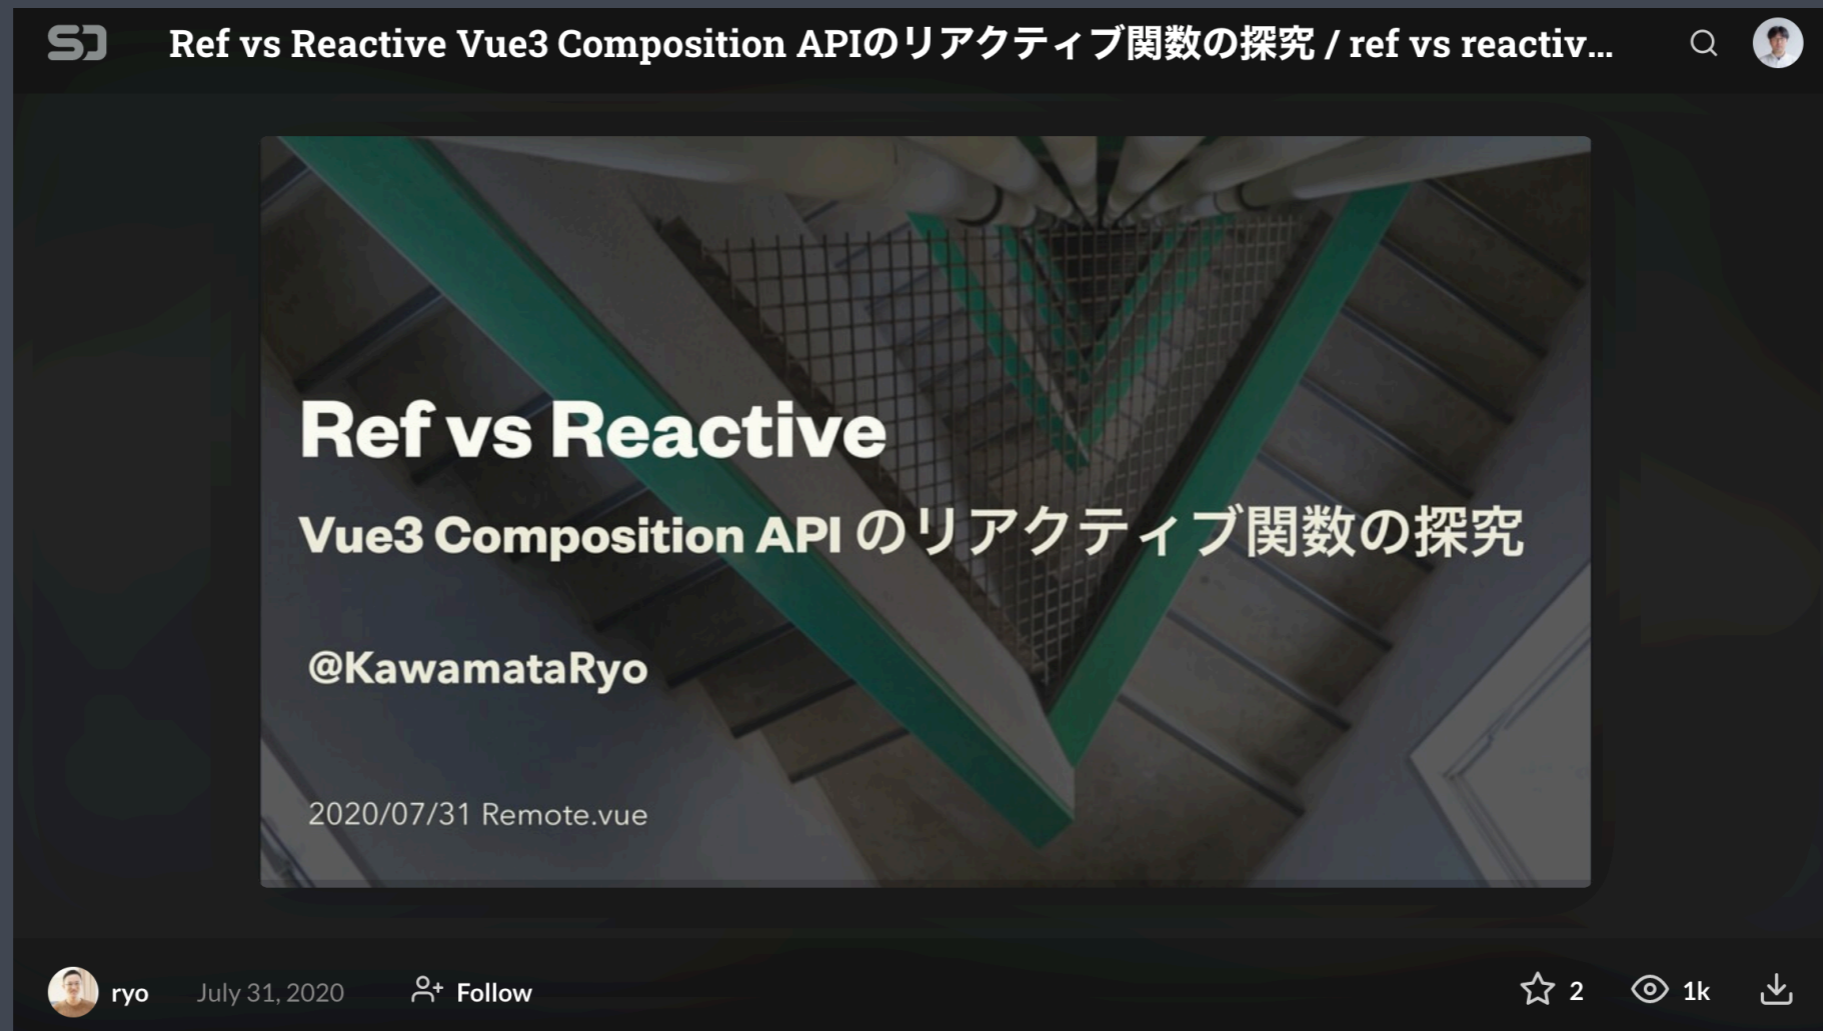 Ref vs Reactive Vue3 Composition APIのリアクティブ関数の探究 / ref vs reactiv...
Ref vs Reactive
Vue3 Composition API のリアクティブ関数の探究
@KawamataRyo
2020/07/31 Remote.vue
ryo July 31, 2020 Follow 2 1k